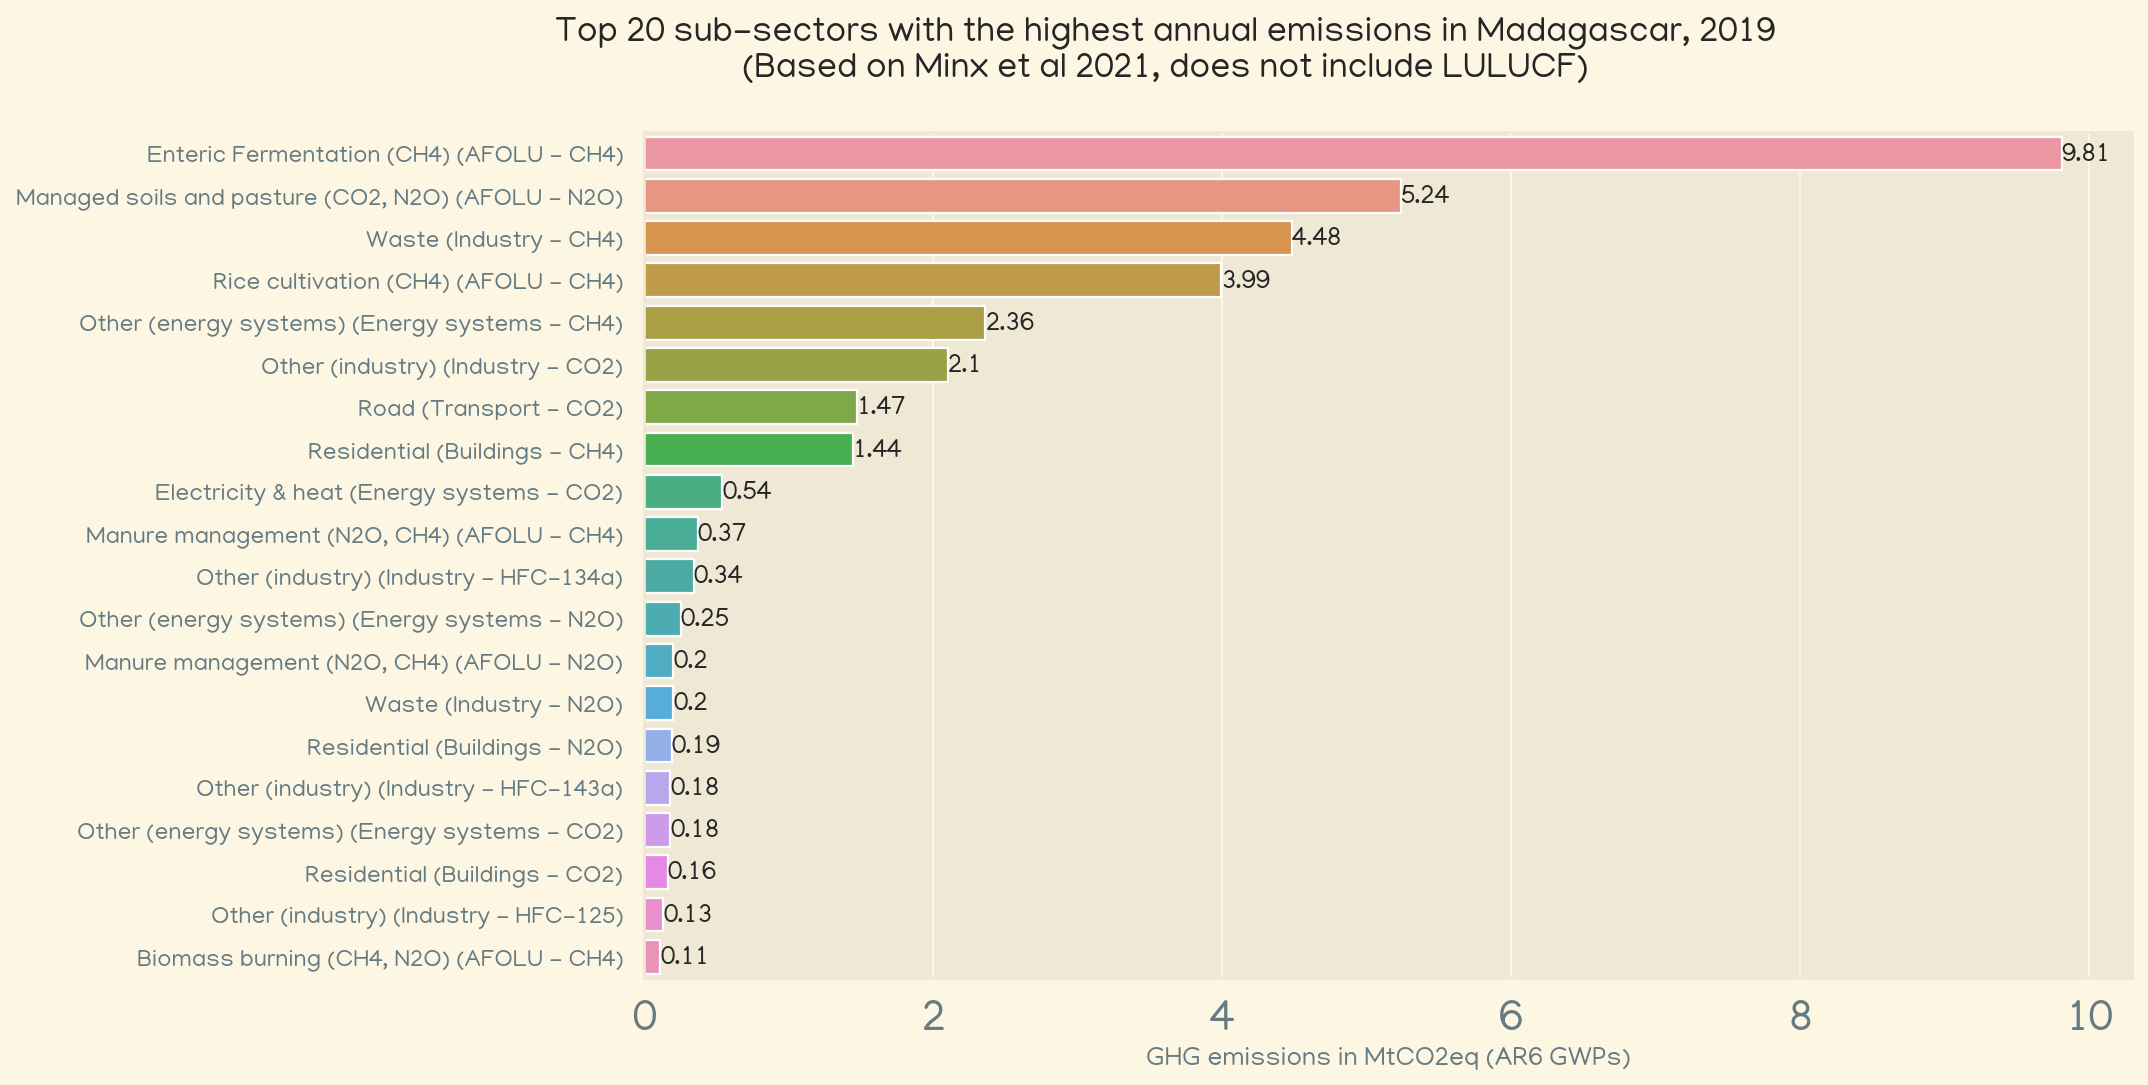 Top 20 sub-sectors with the highest annual emissions in Madagascar, 2019
(Based on Minx et al 2021, does not include LULUCF)
Enteric Fermentation (CH4) (AFOLU - CH4) 9.81
Managed soils and pasture (CO2, N2O) (AFOLU - N2O) 5.24
Waste (Industry - CH4) 4.48
Rice cultivation (CH4) (AFOLU - CH4) 3.99
Other (energy systems) (Energy systems - CH4) 2.36
Other (industry) (Industry - CO2) 2.1
Road (Transport - CO2) 1.47
Residential (Buildings - CH4) 1.44
Electricity & heat (Energy systems - CO2) 0.54
Manure management (N2O, CH4) (AFOLU - CH4) 0.37
Other (industry) (Industry - HFC-134a) 0.34
Other (energy systems) (Energy systems - N2O) 0.25
Manure management (N2O, CH4) (AFOLU - N2O) 0.2
Waste (Industry - N2O) 0.2
Residential (Buildings - N2O) 0.19
Other (industry) (Industry - HFC-143a) 0.18
Other (energy systems) (Energy systems - CO2) 0.18
Residential (Buildings - CO2) 0.16
Other (industry) (Industry - HFC-125) 0.13
Biomass burning (CH4, N2O) (AFOLU - CH4) 0.11
0 2 4 6 8 10
GHG emissions in MtCO2eq (AR6 GWPs)